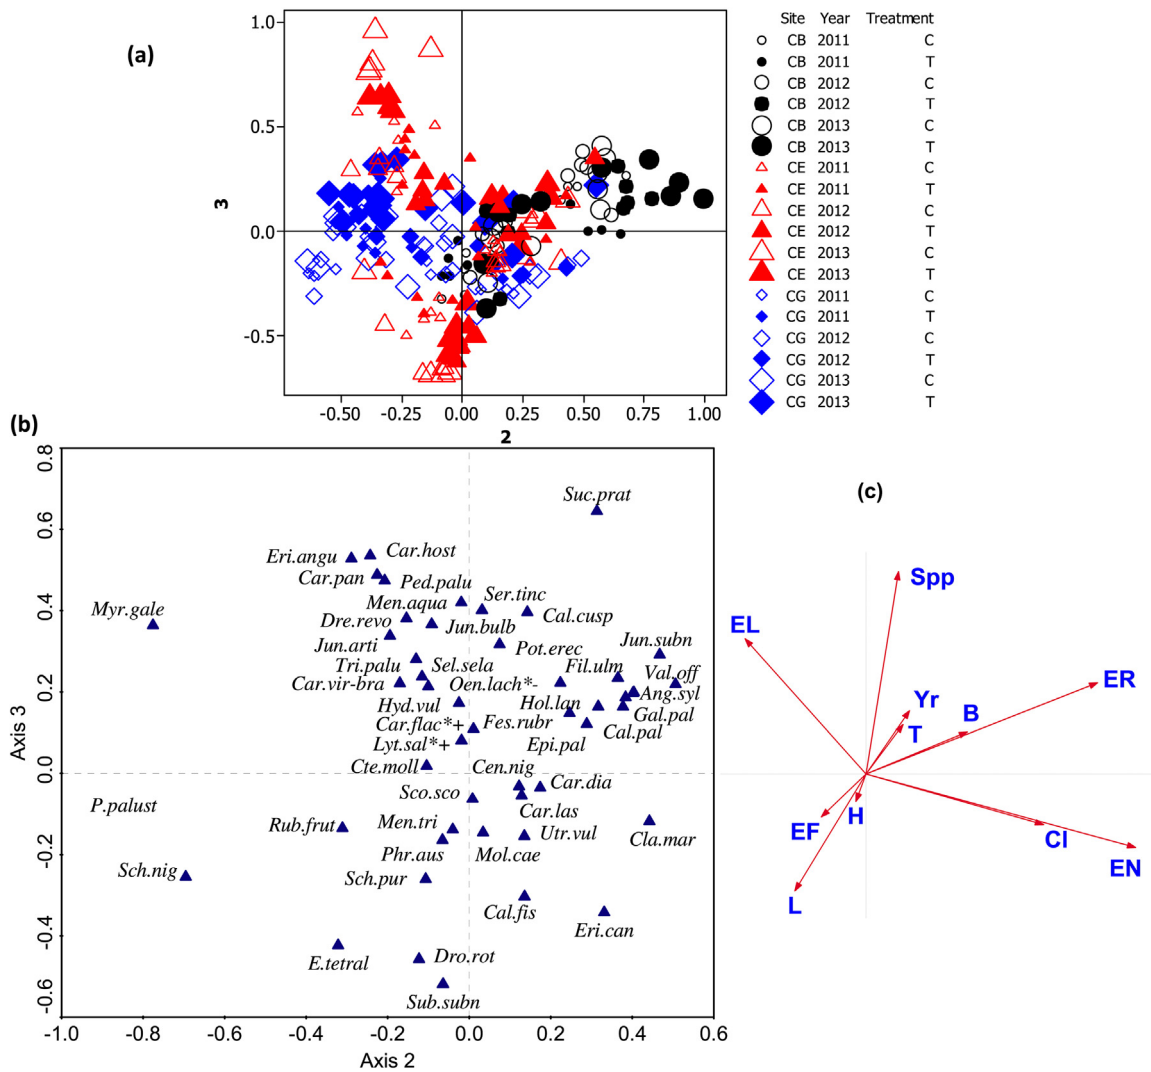 (a)
1.0
0.5
0.0
-0.5
3
-0.50
-0.25
0.00
0.25
0.50
0.75
1.00
2
Site Year Treatment
CB 2011 C
CB 2011 T
CB 2012 C
CB 2012 T
CB 2013 C
CB 2013 T
CE 2011 C
CE 2011 T
CE 2012 C
CE 2012 T
CE 2013 C
CE 2013 T
CG 2011 C
CG 2011 T
CG 2012 C
CG 2012 T
CG 2013 C
CG 2013 T
(b)
0.8
0.6
0.4
0.2
0.0
-0.2
-0.4
-0.6
Axis 3
Suc.prat
Eri.angu
Car.host
Car.pan
Ped.palu
Myr.gale
Men.aqua
Ser.tinc
Dre.revo
Jun.bulb
Cal.cusp
Jun.arti
Pot.erec
Jun.subn
Tri.palu
Sel.sela
Fil.ulm
Val.off
Car.vir-bra
Oen.lach*-
Ang.syl
Hyd.vul
Hol.lan
Gal.pal
Car.flac*+
Fes.rubr
Cal.pal
Lyt.sal*+
Epi.pal
Cte.moll
Cen.nig
Car.dia
P.palust
Sco.sco
Car.las
Rub.frut
Men.tri
Utr.vul
Cla.mar
Phr.aus
Mol.cae
Sch.nig
Sch.pur
Cal.fis
Eri.can
E.tetral
Dro.rot
Sub.subn
-1.0
-0.8
-0.6
-0.4
-0.2
0.0
0.2
0.4
0.6
Axis 2
(c)
Spp
EL
ER
Yr
B
T
H
EF
Cl
EN
L